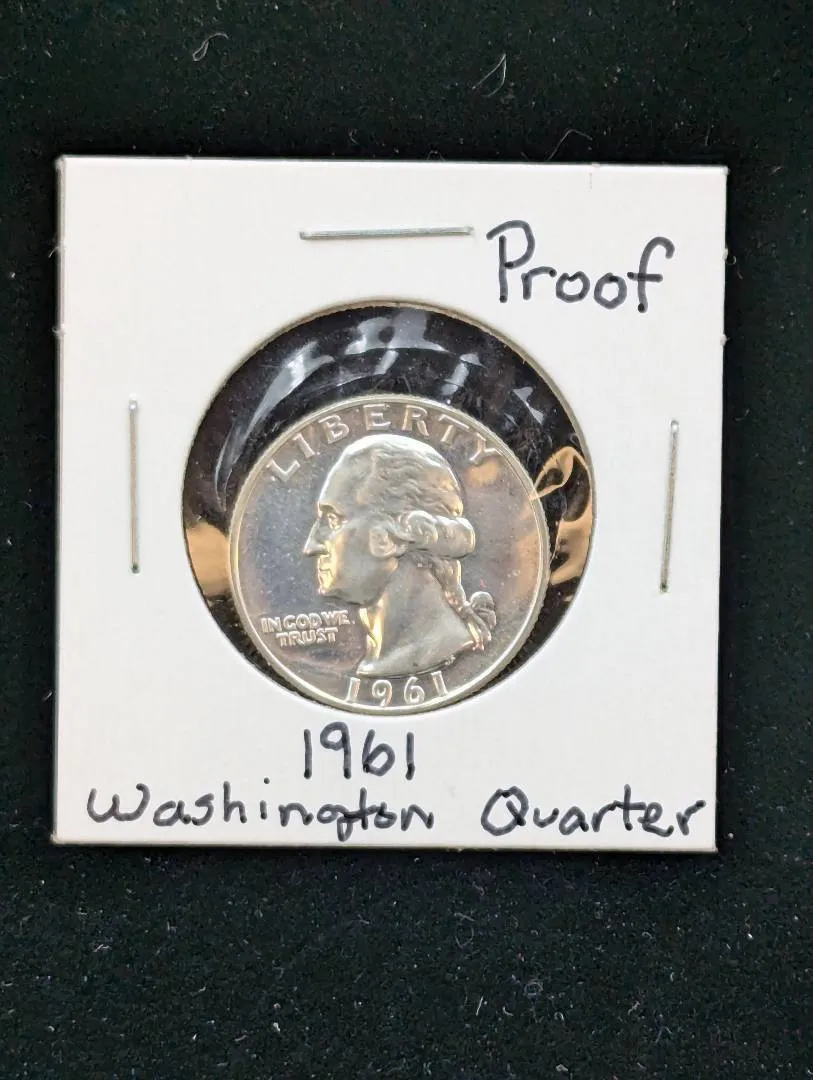 Proof
LIBERTY
IN GOD WE
TRUST
1961
1961
Washington Quarter